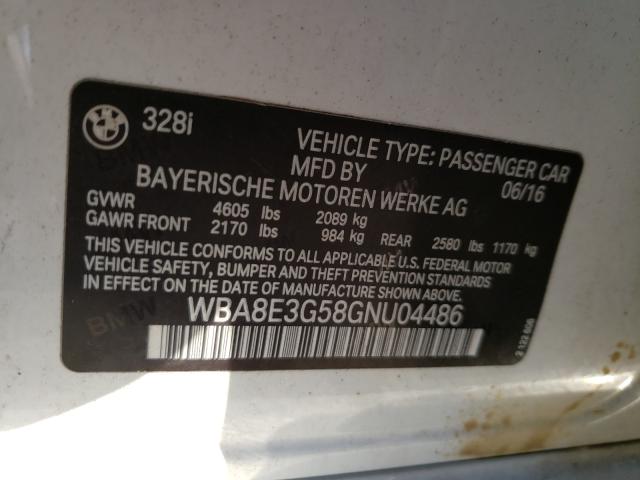 328i
VEHICLE TYPE: PASSENGER CAR
MFD BY 06/16
BAYERISCHE MOTOREN WERKE AG
GVWR 4605 lbs 2089 kg
GAWR FRONT 2170 lbs 984 kg REAR 2580 lbs 1170 kg
THIS VEHICLE CONFORMS TO ALL APPLICABLE U.S. FEDERAL MOTOR
VEHICLE SAFETY, BUMPER AND THEFT PREVENTION STANDARDS
IN EFFECT ON THE DATE OF MANUFACTURE SHOWN ABOVE.
WBA8E3G58GNU04486
BMW